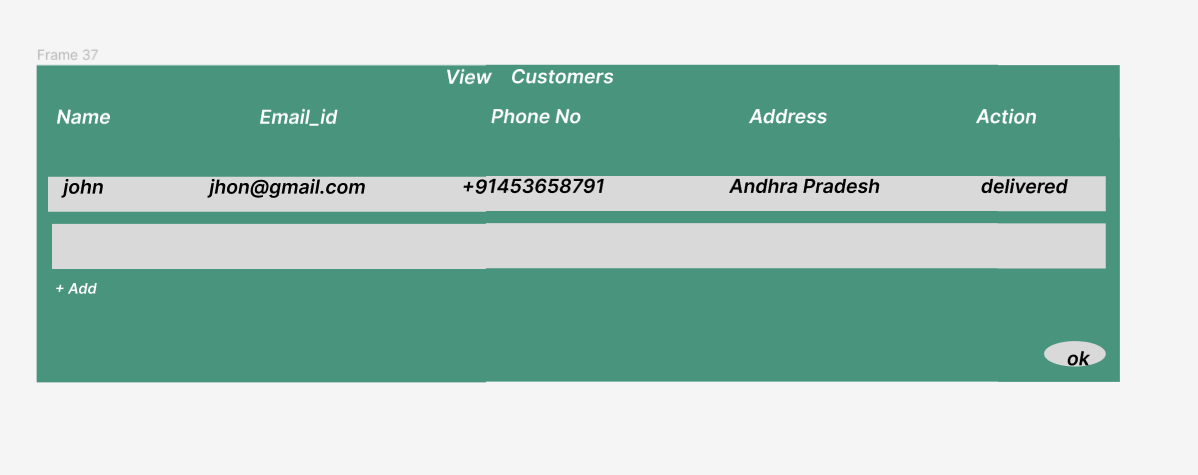 Frame 37
View Customers
Name Email_id Phone No Address Action
john jhon@gmail.com +91453658791 Andhra Pradesh delivered
+ Add
ok